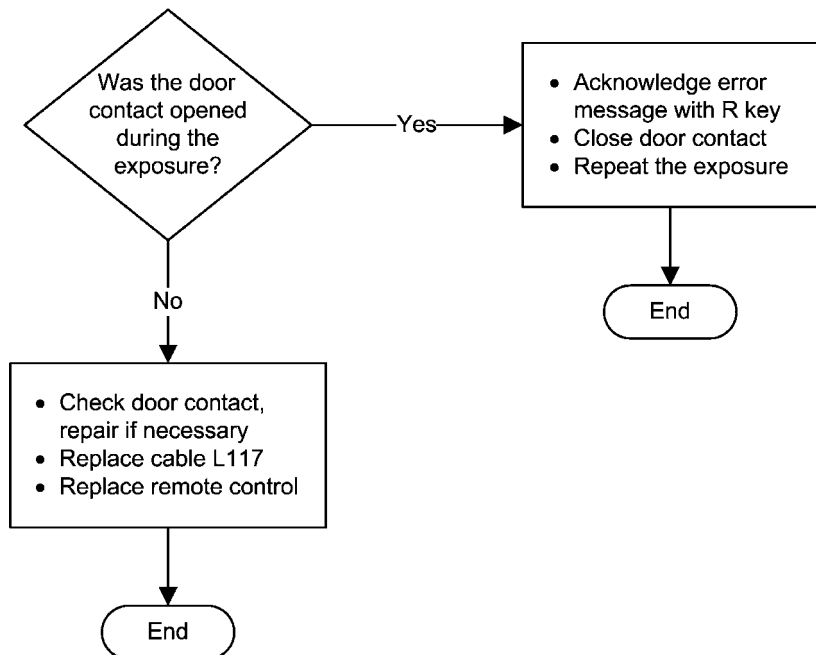 Was the door
contact opened
during the
exposure?
Yes
• Acknowledge error
message with R key
• Close door contact
• Repeat the exposure
End
No
• Check door contact,
repair if necessary
• Replace cable L117
• Replace remote control
End